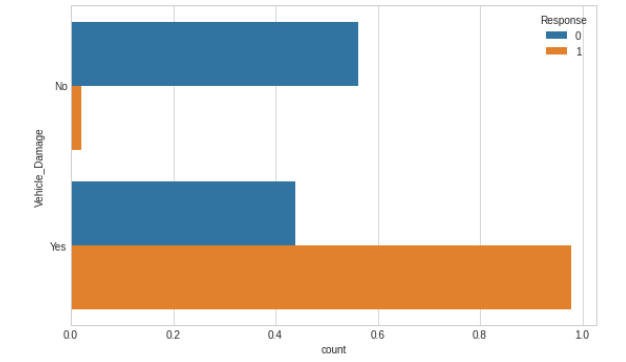 Response
0
1
No
Yes
Vehicle_Damage
0.0 0.2 0.4 0.6 0.8 1.0
count